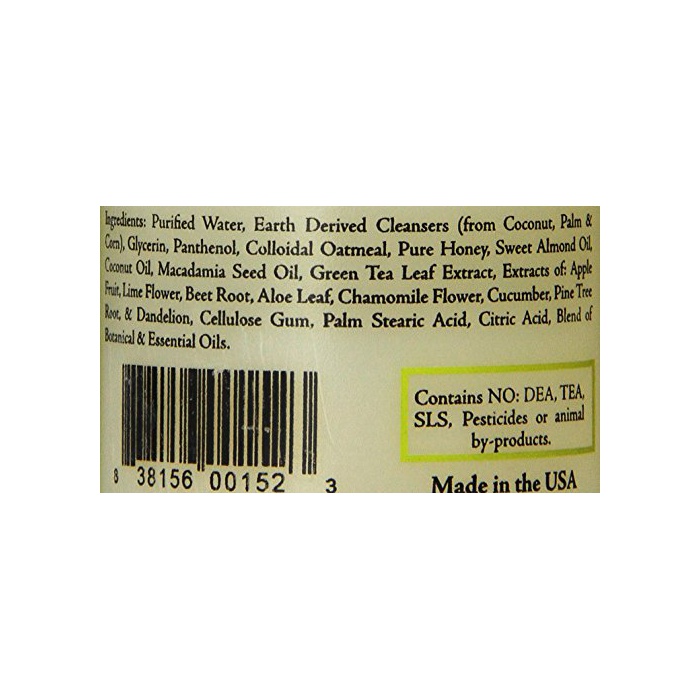 Ingredients: Purified Water, Earth Derived Cleansers (from Coconut, Palm &
Corn), Glycerin, Panthenol, Colloidal Oatmeal, Pure Honey, Sweet Almond Oil,
Coconut Oil, Macadamia Seed Oil, Green Tea Leaf Extract, Extracts of: Apple
Fruit, Lime Flower, Beet Root, Aloe Leaf, Chamomile Flower, Cucumber, Pine Tree
Root, & Dandelion, Cellulose Gum, Palm Stearic Acid, Citric Acid, Blend of
Botanical & Essential Oils.
Contains NO: DEA, TEA,
SLS, Pesticides or animal
by-products.
8 38156 00152 3
Made in the USA